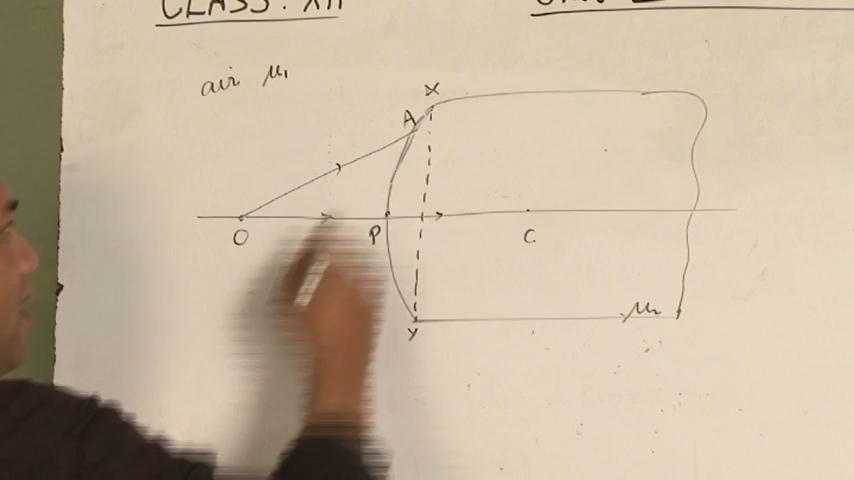 CLASS: XII
air μ₁
X
A
O P C
μ₂
Y